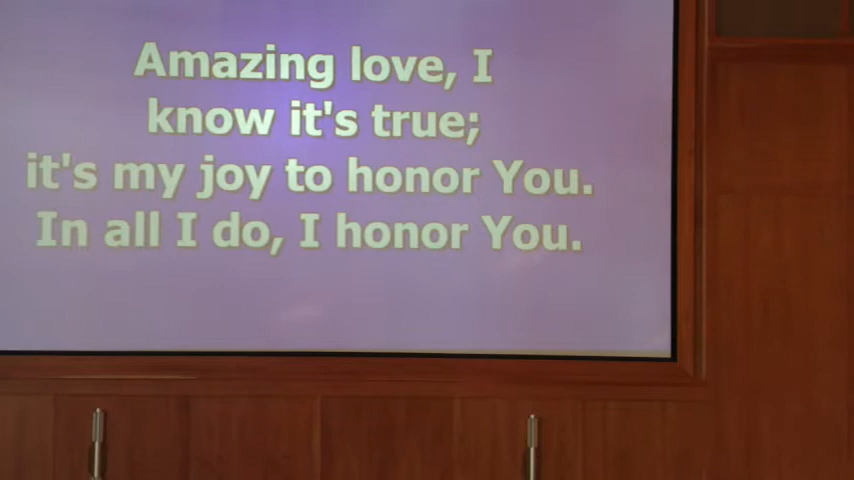 Amazing love, I
know it's true;
it's my joy to honor You.
In all I do, I honor You.